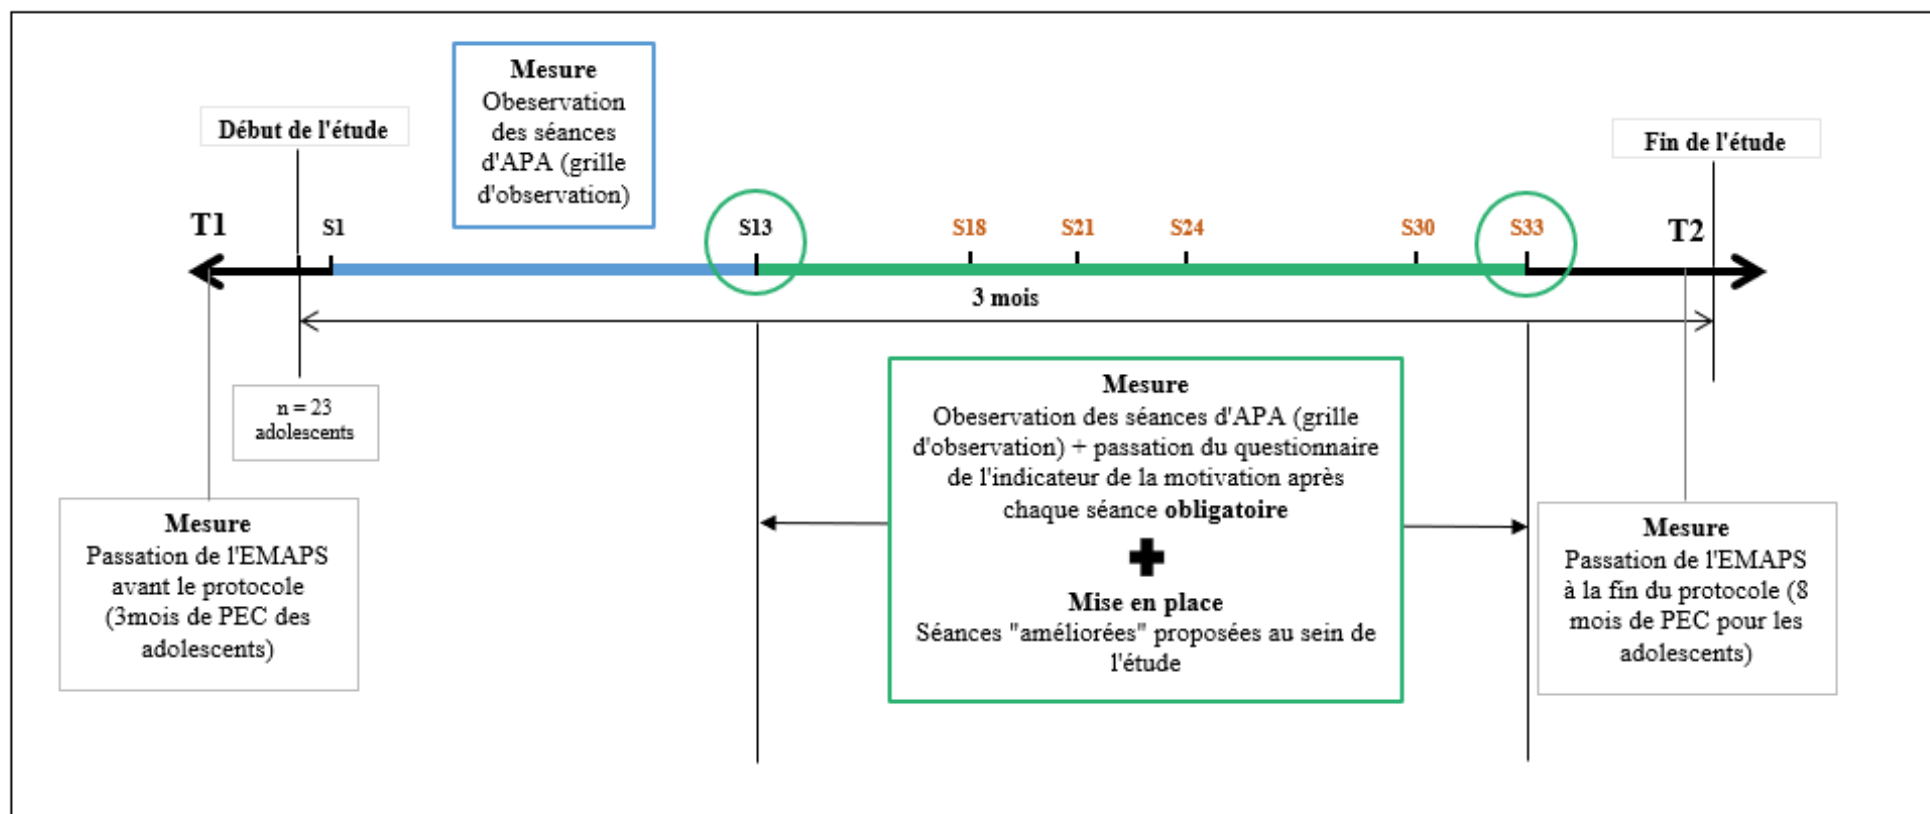 Mesure
Obeservation
des séances
d'APA (grille
d'observation)
Début de l'étude
Fin de l'étude
T1
S1
S13
S18
S21
S24
S30
S33
T2
3 mois
n = 23
adolescents
Mesure
Passation de l'EMAPS
avant le protocole
(3mois de PEC des
adolescents)
Mesure
Obeservation des séances d'APA (grille
d'observation) + passation du questionnaire
de l'indicateur de la motivation après
chaque séance obligatoire
Mise en place
Séances "améliorées" proposées au sein de
l'étude
Mesure
Passation de l'EMAPS
à la fin du protocole (8
mois de PEC pour les
adolescents)